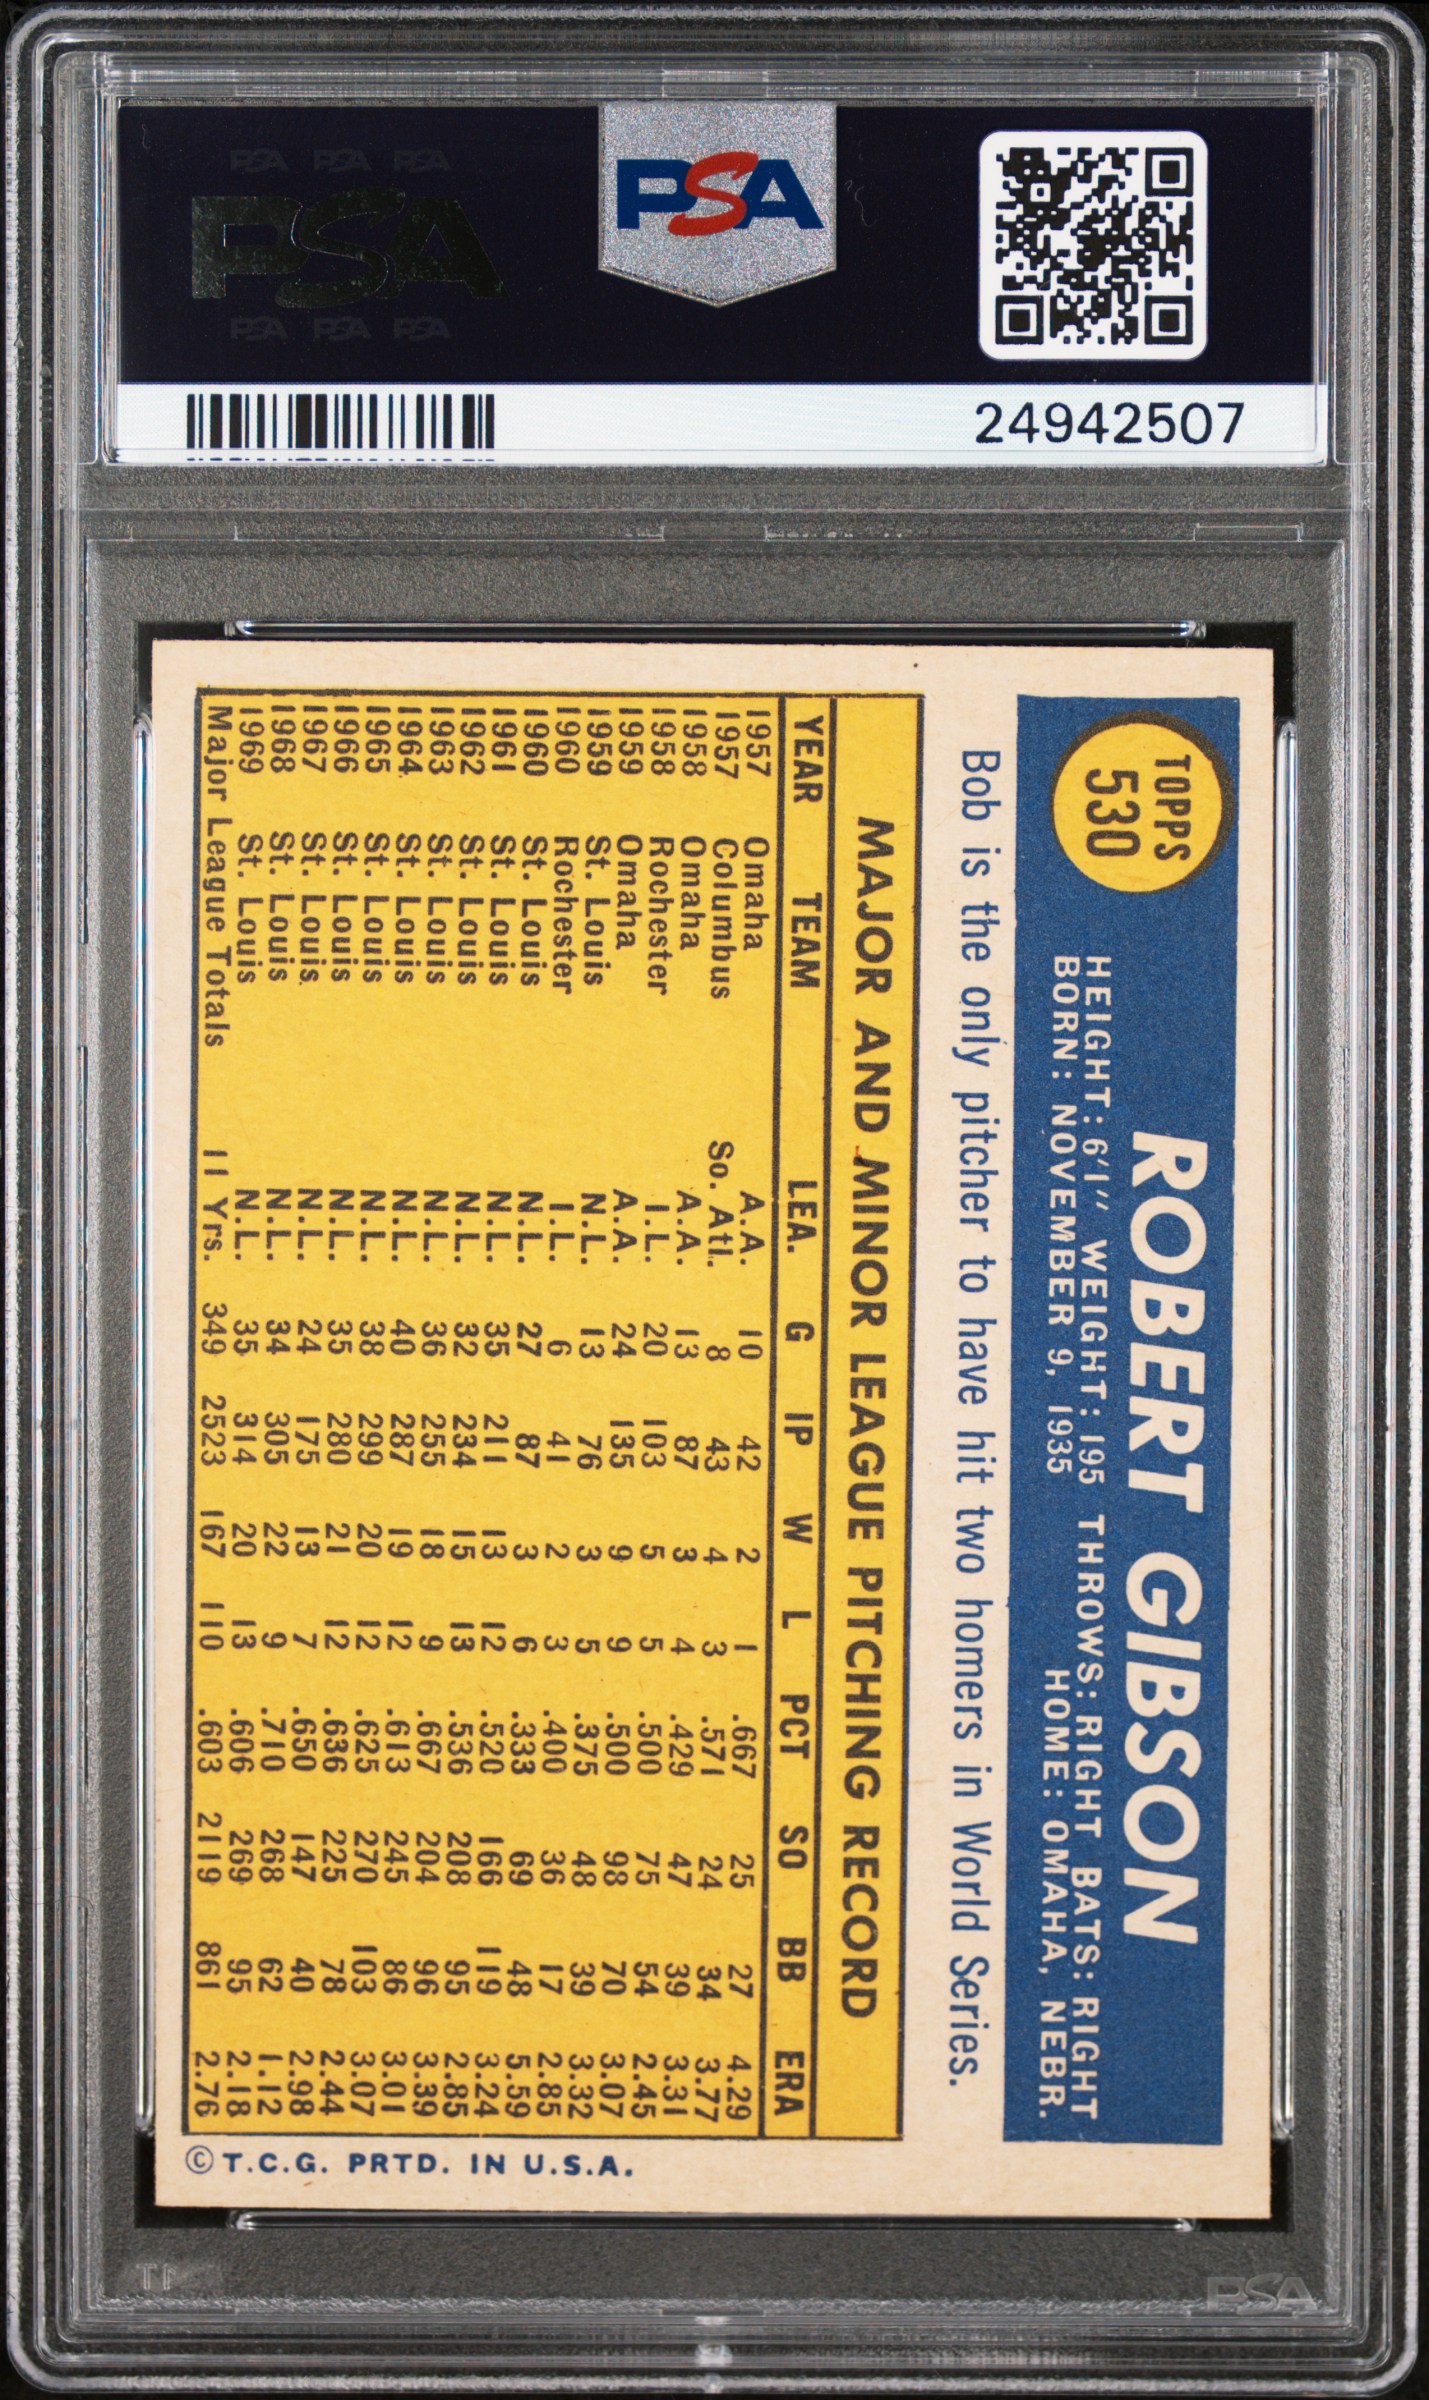 PSA PSA PSA
PSA
PSA PSA PSA
PSA
24942507
TOPPS
530
ROBERT GIBSON
HEIGHT: 6'1" WEIGHT: 195 THROWS: RIGHT BATS: RIGHT
BORN: NOVEMBER 9, 1935 HOME: OMAHA, NEBR.
Bob is the only pitcher to have hit two homers in World Series.
MAJOR AND MINOR LEAGUE PITCHING RECORD
YEAR TEAM LEA. G IP W L PCT SO BB ERA
1957 Omaha A.A. 10 42 2 1 .667 25 27 4.29
1957 Columbus So. Atl. 8 43 4 3 .571 24 34 3.77
1958 Omaha A.A. 13 87 3 4 .429 47 39 3.31
1958 Rochester I.L. 20 103 5 5 .500 75 54 2.45
1959 Omaha A.A. 24 135 9 9 .500 98 70 3.07
1959 St. Louis N.L. 13 76 3 5 .375 48 39 3.32
1960 Rochester I.L. 6 41 2 3 .400 36 17 2.85
1960 St. Louis N.L. 27 87 3 6 .333 69 48 5.59
1961 St. Louis N.L. 35 211 13 12 .520 166 119 3.24
1962 St. Louis N.L. 32 234 15 13 .536 208 95 2.85
1963 St. Louis N.L. 36 255 18 9 .667 204 96 3.39
1964 St. Louis N.L. 40 287 19 12 .613 245 86 3.01
1965 St. Louis N.L. 38 299 20 12 .625 270 103 3.07
1966 St. Louis N.L. 35 280 21 12 .636 225 78 2.44
1967 St. Louis N.L. 24 175 13 7 .650 147 40 2.98
1968 St. Louis N.L. 34 305 22 9 .710 268 62 1.12
1969 St. Louis N.L. 35 314 20 13 .606 269 95 2.18
Major League Totals 11 Yrs. 349 2523 167 110 .603 2119 861 2.76
© T.C.G. PRTD. IN U.S.A.
PSA